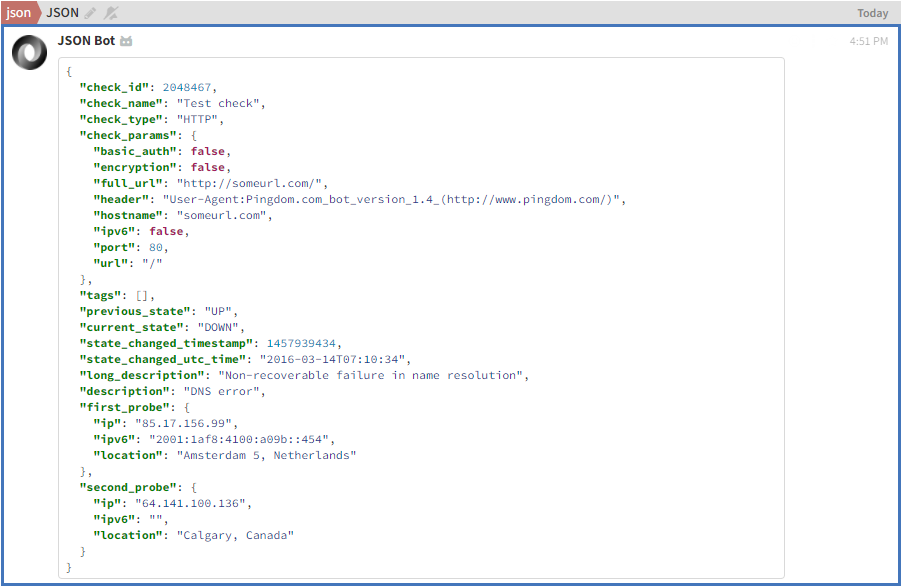 json JSON Today
JSON Bot 4:51 PM
{
  "check_id": 2048467,
  "check_name": "Test check",
  "check_type": "HTTP",
  "check_params": {
    "basic_auth": false,
    "encryption": false,
    "full_url": "http://someurl.com/",
    "header": "User-Agent:Pingdom.com_bot_version_1.4_(http://www.pingdom.com/)",
    "hostname": "someurl.com",
    "ipv6": false,
    "port": 80,
    "url": "/"
  },
  "tags": [],
  "previous_state": "UP",
  "current_state": "DOWN",
  "state_changed_timestamp": 1457939434,
  "state_changed_utc_time": "2016-03-14T07:10:34",
  "long_description": "Non-recoverable failure in name resolution",
  "description": "DNS error",
  "first_probe": {
    "ip": "85.17.156.99",
    "ipv6": "2001:1af8:4100:a09b::454",
    "location": "Amsterdam 5, Netherlands"
  },
  "second_probe": {
    "ip": "64.141.100.136",
    "ipv6": "",
    "location": "Calgary, Canada"
  }
}